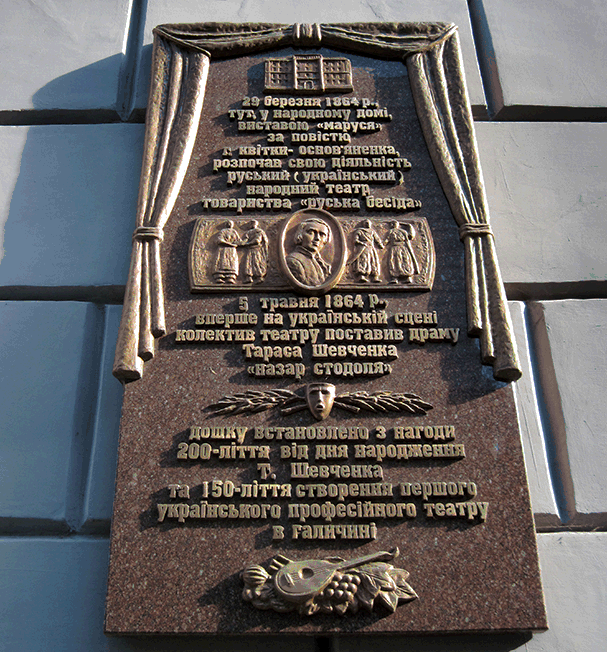 29 березня 1864 р.,
тут, у народному домі,
виставою «маруся»
за повістю
г. квітки-основ'яненка,
розпочав свою діяльність
руський (український)
народний театр
товариства «руська бесіда»
5 травня 1864 р.
вперше на українській сцені
колектив театру поставив драму
Тараса Шевченка
«назар стодоля»
дошку встановлено з нагоди
200-ліття від дня народження
Т. Шевченка
та 150-ліття створення першого
українського професійного театру
в галичині